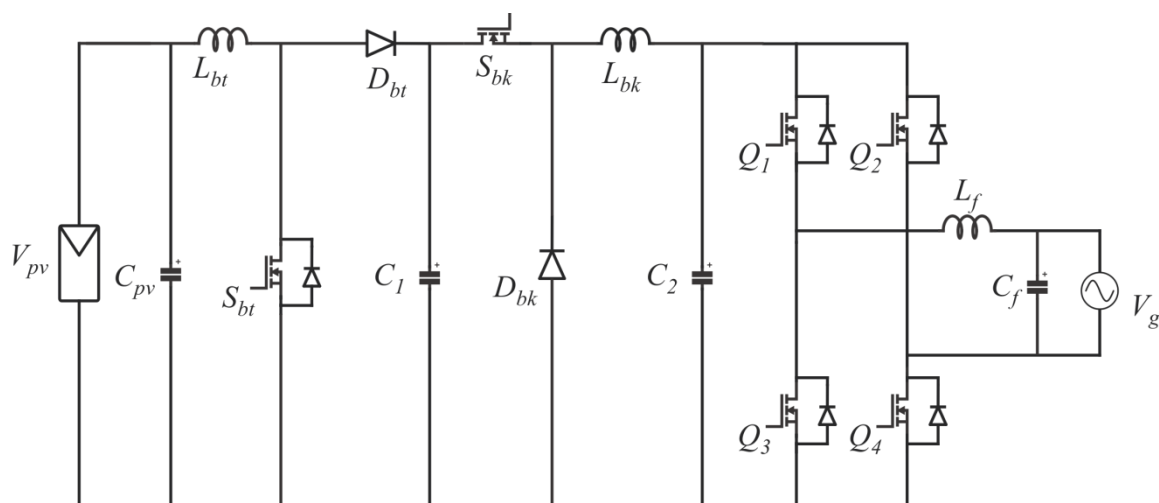 L_bt
D_bt
S_bk
L_bk
Q_1
Q_2
L_f
V_pv
C_pv
S_bt
C_1
D_bk
C_2
C_f
V_g
Q_3
Q_4